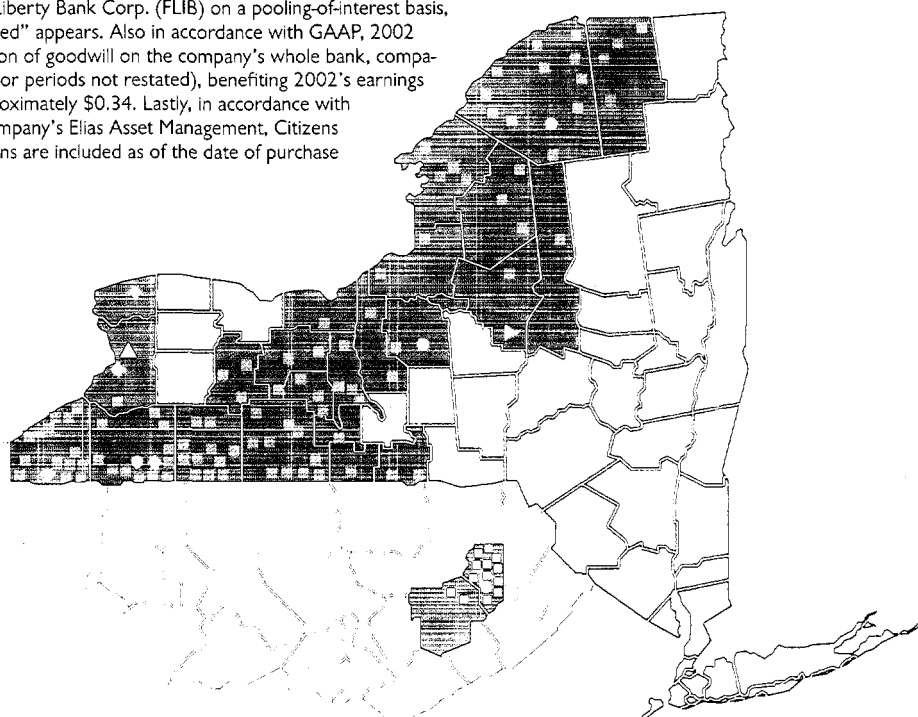 Liberty Bank Corp. (FLIB) on a pooling-of-interest basis,
ed” appears. Also in accordance with GAAP, 2002
on of goodwill on the company’s whole bank, compa-
or periods not restated), benefiting 2002’s earnings
oximately $0.34. Lastly, in accordance with
mpany’s Elias Asset Management, Citizens
ns are included as of the date of purchase